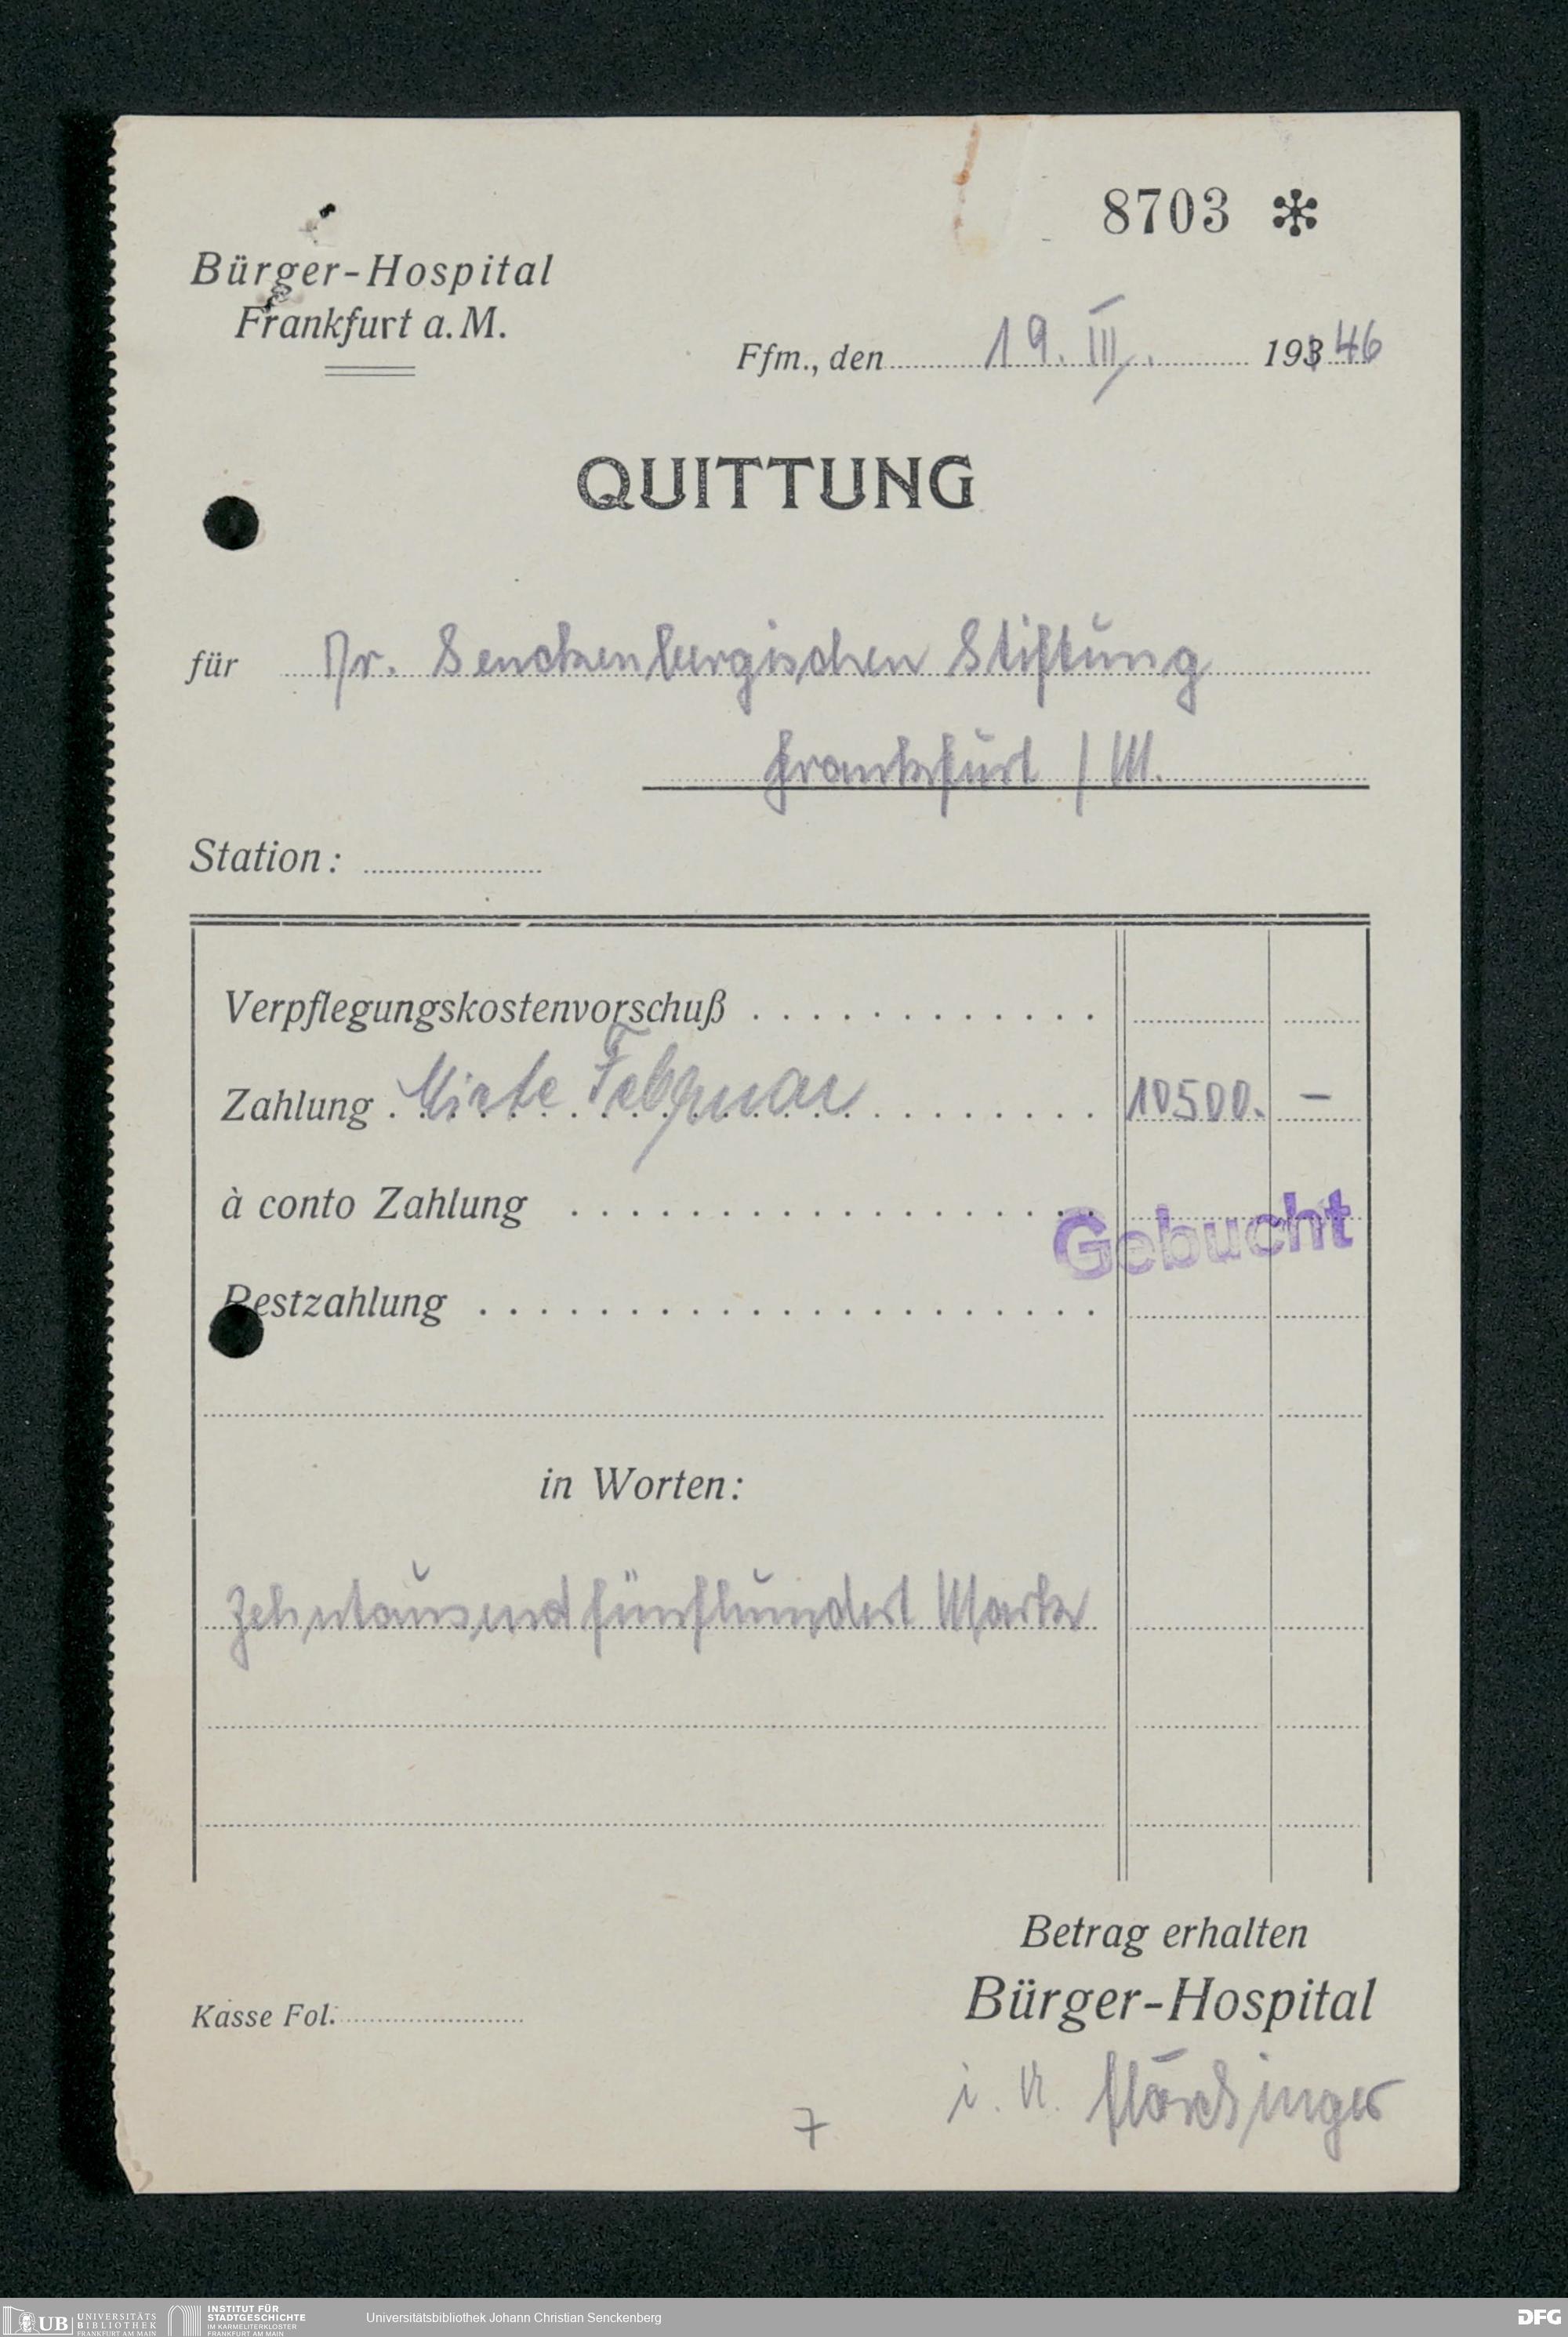 8703 *
Bürger-Hospital
Frankfurt a. M.
Ffm., den 19. III. 193 46
QUITTUNG
für Dr. Senckenbergischen Stiftung
Frankfurt / M.
Station:
Verpflegungskostenvorschuß
Zahlung Miete Februar 10500. –
à conto Zahlung
Gebucht
Restzahlung
in Worten:
Zehntausendfünfhundert Mark
Betrag erhalten
Bürger-Hospital
Kasse Fol.
i. A.
7
UB UNIVERSITÄTS BIBLIOTHEK FRANKFURT AM MAIN
INSTITUT FÜR STADTGESCHICHTE IM KARMELITERKLOSTER FRANKFURT AM MAIN
Universitätsbibliothek Johann Christian Senckenberg
DFG